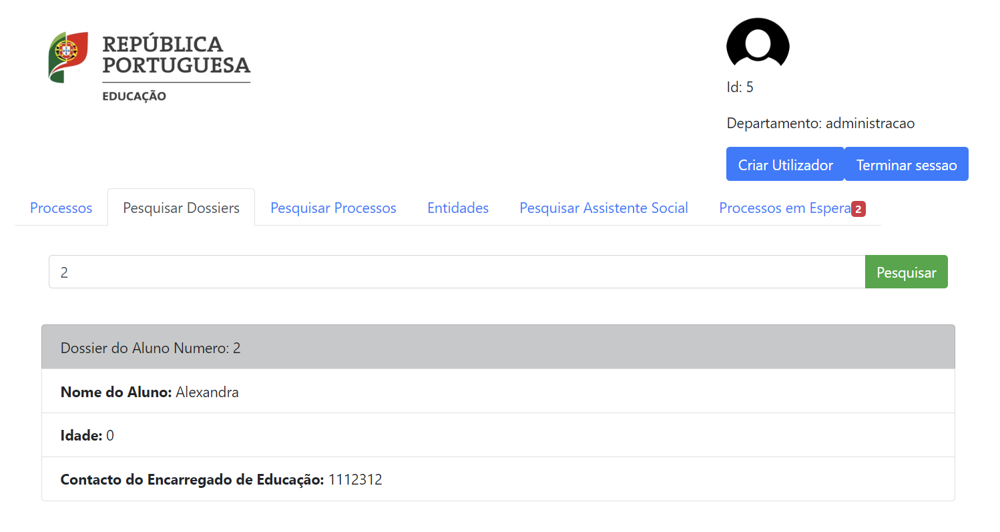 REPÚBLICA
PORTUGUESA
EDUCAÇÃO
Id: 5
Departamento: administracao
Criar Utilizador Terminar sessao
Processos Pesquisar Dossiers Pesquisar Processos Entidades Pesquisar Assistente Social Processos em Espera 2
2 Pesquisar
Dossier do Aluno Numero: 2
Nome do Aluno: Alexandra
Idade: 0
Contacto do Encarregado de Educação: 1112312